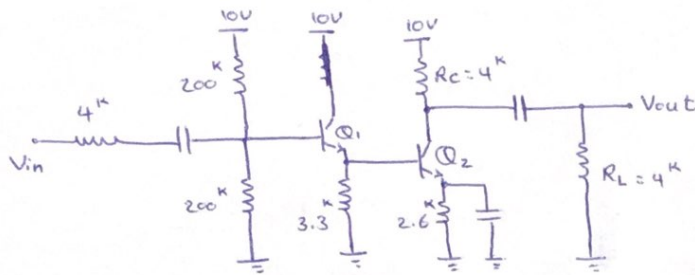 10V 10V 10V
200K
Rc = 4K
4K
Q1
Vout
Vin
Q2
RL = 4K
200K
3.3K
2.6K